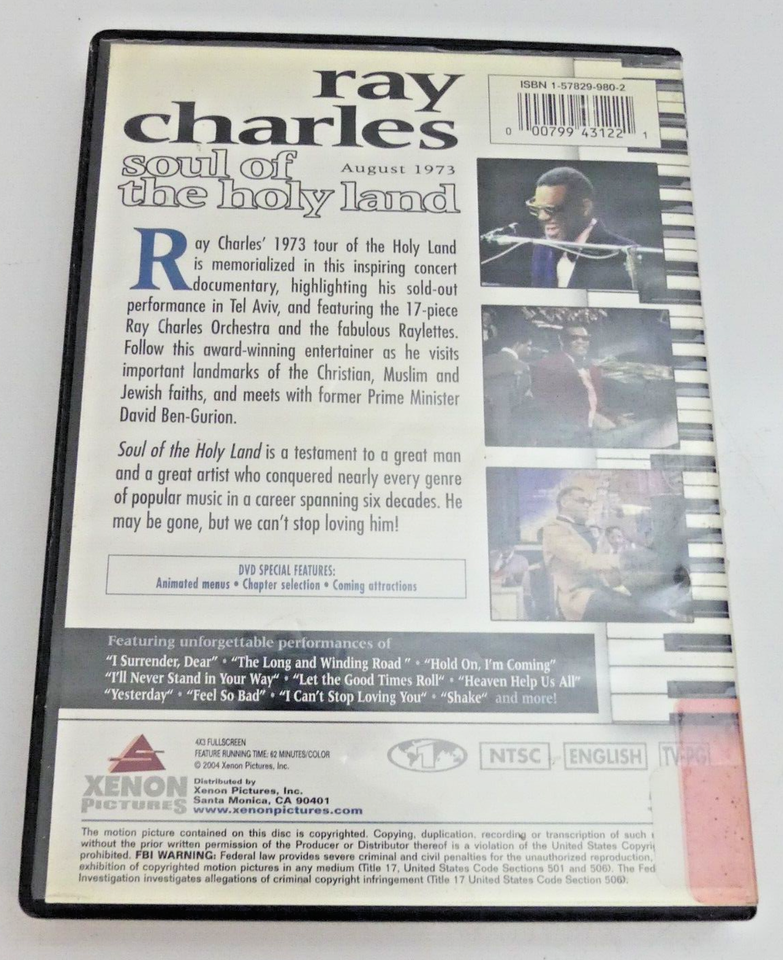 ray
charles
soul of
the holy land
August 1973
ISBN 1-57829-980-2
0 00799 43122 1
Ray Charles' 1973 tour of the Holy Land
is memorialized in this inspiring concert
documentary, highlighting his sold-out
performance in Tel Aviv, and featuring the 17-piece
Ray Charles Orchestra and the fabulous Raylettes.
Follow this award-winning entertainer as he visits
important landmarks of the Christian, Muslim and
Jewish faiths, and meets with former Prime Minister
David Ben-Gurion.
Soul of the Holy Land is a testament to a great man
and a great artist who conquered nearly every genre
of popular music in a career spanning six decades. He
may be gone, but we can't stop loving him!
DVD SPECIAL FEATURES:
Animated menus • Chapter selection • Coming attractions
Featuring unforgettable performances of
"I Surrender, Dear" • "The Long and Winding Road " • "Hold On, I'm Coming"
"I'll Never Stand in Your Way" • "Let the Good Times Roll" • "Heaven Help Us All"
"Yesterday" • "Feel So Bad" • "I Can't Stop Loving You" • "Shake" and more!
XENON
PICTURES
4X3 FULLSCREEN
FEATURE RUNNING TIME: 62 MINUTES/COLOR
© 2004 Xenon Pictures, Inc.
Distributed by
Xenon Pictures, Inc.
Santa Monica, CA 90401
www.xenonpictures.com
1
NTSC
ENGLISH
TV-PG
The motion picture contained on this disc is copyrighted. Copying, duplication, recording or transcription of such
without the prior written permission of the Producer or Distributor thereof is a violation of the United States Copyri
prohibited. FBI WARNING: Federal law provides severe criminal and civil penalties for the unauthorized reproduction,
exhibition of copyrighted motion pictures in any medium (Title 17, United States Code Sections 501 and 506). The Fed
Investigation investigates allegations of criminal copyright infringement (Title 17 United States Code Section 506).